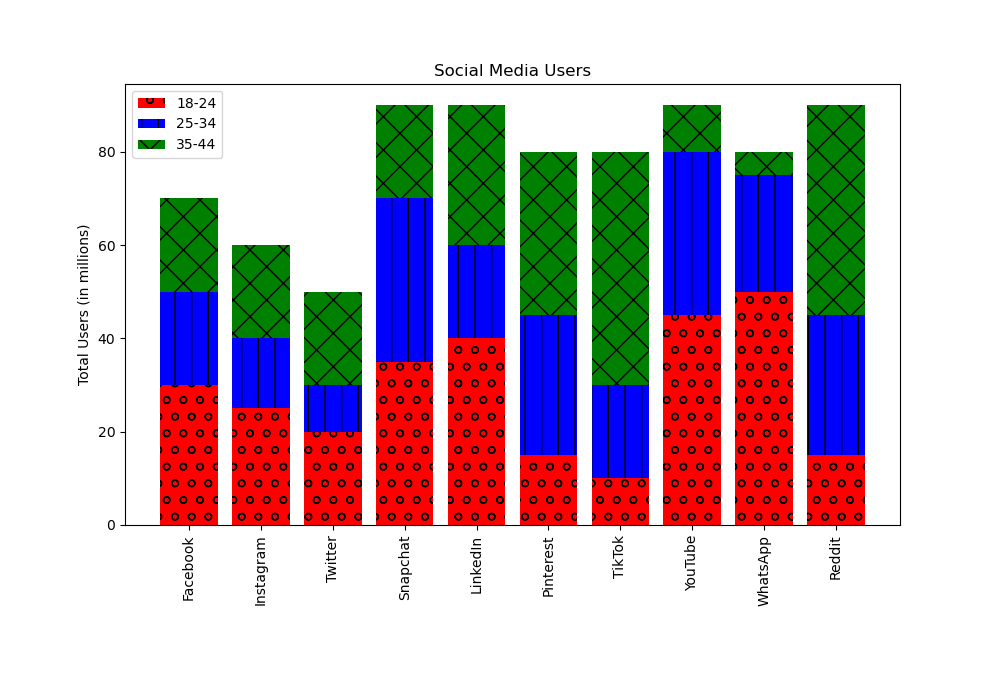 Social Media Users
18-24
25-34
35-44
Total Users (in millions)
80
60
40
20
0
Facebook
Instagram
Twitter
Snapchat
LinkedIn
Pinterest
TikTok
YouTube
WhatsApp
Reddit